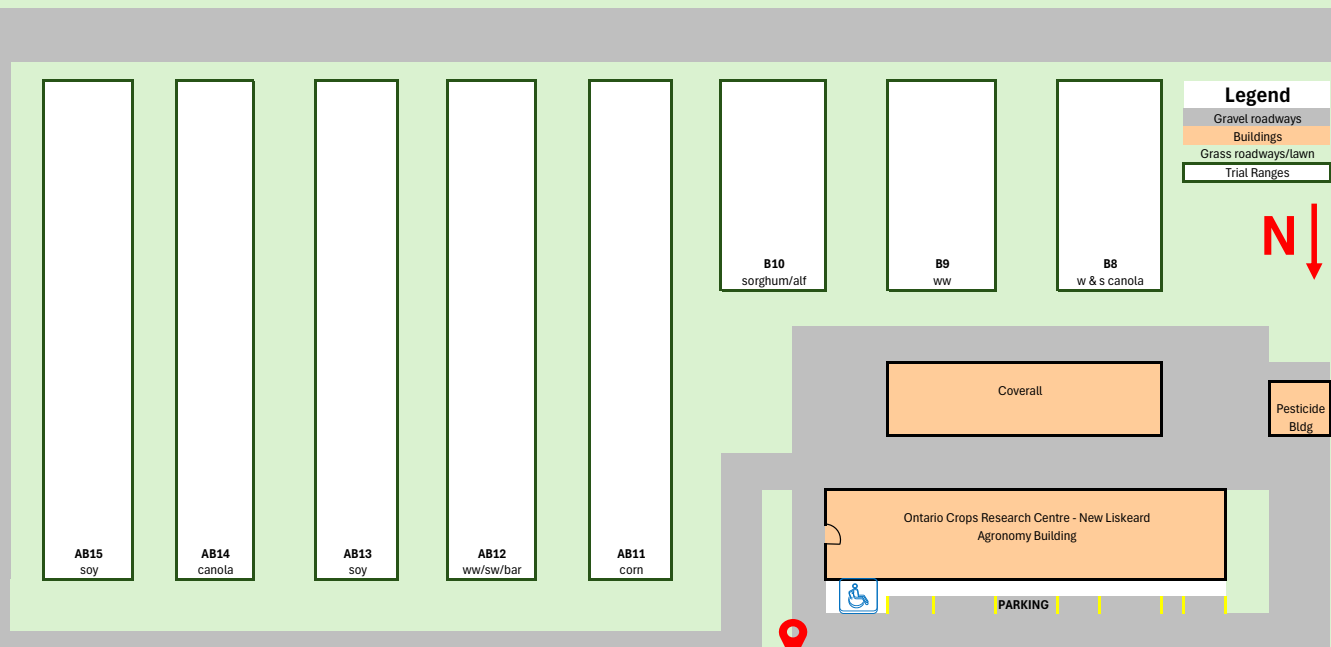 Legend
Gravel roadways
Buildings
Grass roadways/lawn
Trial Ranges
N
B10
sorghum/alf
B9
ww
B8
w & s canola
Coverall
Pesticide
Bldg
Ontario Crops Research Centre - New Liskeard
Agronomy Building
AB15
soy
AB14
canola
AB13
soy
AB12
ww/sw/bar
AB11
corn
PARKING